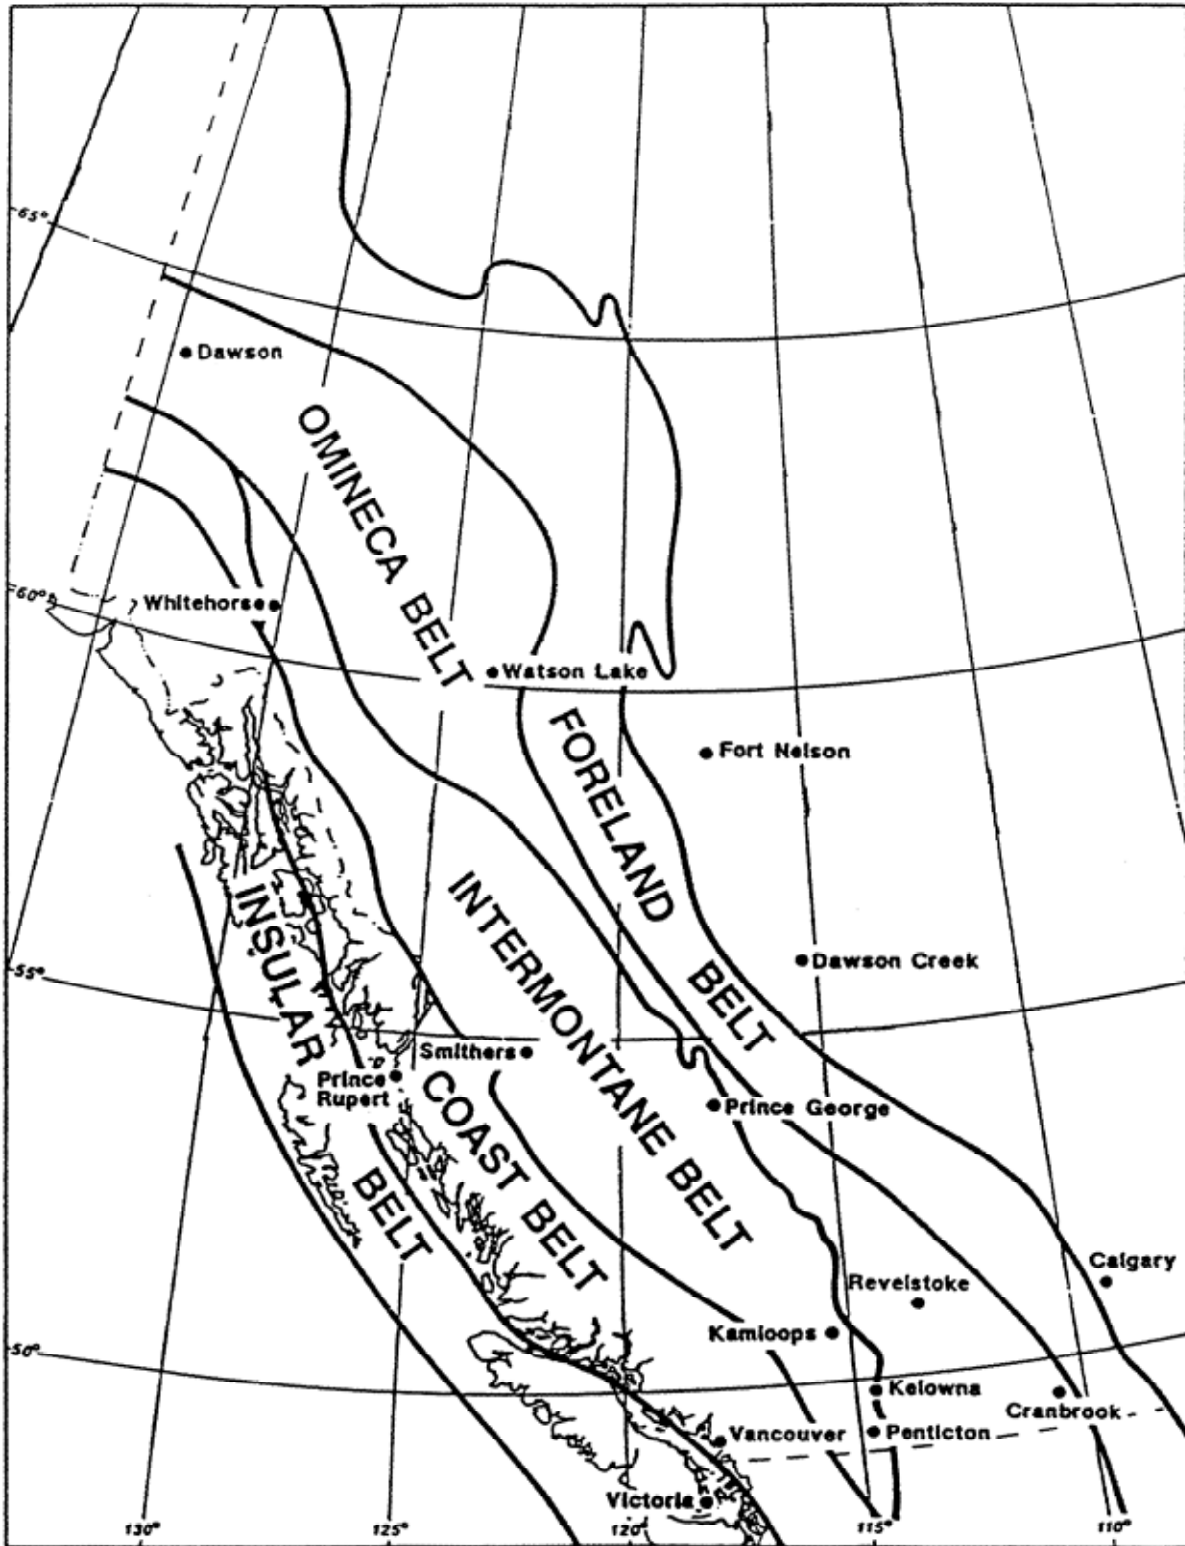 65°
Dawson
OMINECA BELT
60°
Whitehorse
Watson Lake
FORELAND BELT
Fort Nelson
INTERMONTANE BELT
INSULAR BELT
55°
Dawson Creek
Smithers
Prince
Rupert
COAST BELT
Prince George
Calgary
Revelstoke
Kamloops
50°
Kelowna
Cranbrook
Vancouver
Penticton
Victoria
130°
125°
120°
115°
110°